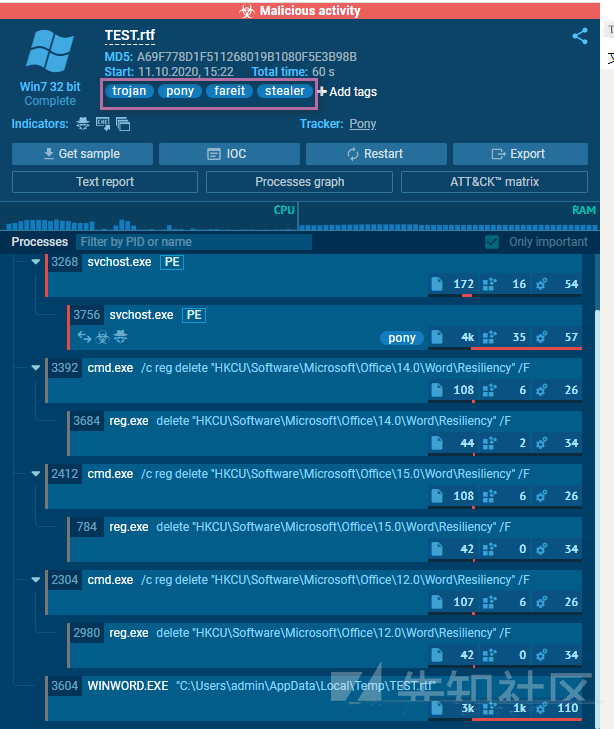 Malicious activity
TEST.rtf
MD5: A69F778D1F511268019B1080F5E3B98B
Start: 11.10.2020, 15:22 Total time: 60 s
Win7 32 bit
Complete
trojan pony fareit stealer + Add tags
Indicators: Tracker: Pony
Get sample IOC Restart Export
Text report Processes graph ATT&CK™ matrix
CPU RAM
Processes Filter by PID or name Only important
3268 svchost.exe PE
172 16 54
3756 svchost.exe PE
pony 4k 35 57
3392 cmd.exe /c reg delete "HKCU\Software\Microsoft\Office\14.0\Word\Resiliency" /F
108 6 26
3684 reg.exe delete "HKCU\Software\Microsoft\Office\14.0\Word\Resiliency" /F
44 2 34
2412 cmd.exe /c reg delete "HKCU\Software\Microsoft\Office\15.0\Word\Resiliency" /F
108 6 26
784 reg.exe delete "HKCU\Software\Microsoft\Office\15.0\Word\Resiliency" /F
42 0 34
2304 cmd.exe /c reg delete "HKCU\Software\Microsoft\Office\12.0\Word\Resiliency" /F
107 6 26
2980 reg.exe delete "HKCU\Software\Microsoft\Office\12.0\Word\Resiliency" /F
42 0 34
3604 WINWORD.EXE "C:\Users\admin\AppData\Local\Temp\TEST.rtf"
3k 1k 110
先知社区